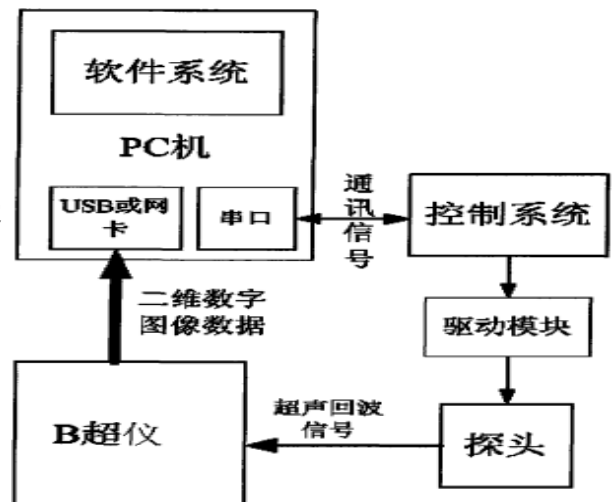 软件系统
PC机
USB或网
卡
串口
通
讯
信
号
控制系统
二维数字
图像数据
驱动模块
B超仪
超声回波
信号
探头